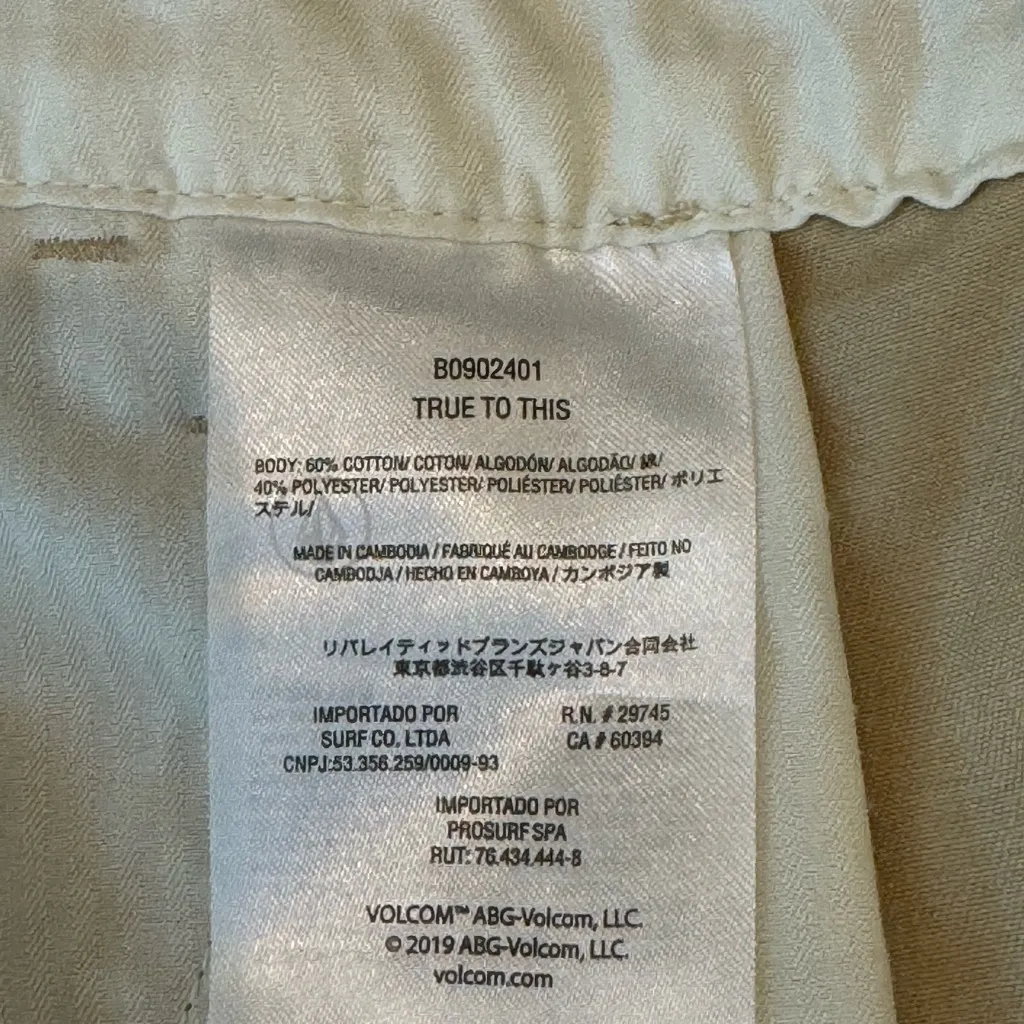 B0902401
TRUE TO THIS
BODY: 60% COTTON/ COTON/ ALGODÓN/ ALGODÃO/ 綿/
40% POLYESTER/ POLYESTER/ POLIÉSTER/ POLIÉSTER/ ポリエ
ステル/
MADE IN CAMBODIA / FABRIQUÉ AU CAMBODGE / FEITO NO
CAMBODJA / HECHO EN CAMBOYA / カンボジア製
リバレイティッドブランズジャパン合同会社
東京都渋谷区千駄ヶ谷3-8-7
IMPORTADO POR
SURF CO. LTDA
CNPJ:53.356.259/0009-93
R.N. # 29745
CA # 60394
IMPORTADO POR
PROSURF SPA
RUT: 76.434.444-8
VOLCOM™ ABG-Volcom, LLC.
© 2019 ABG-Volcom, LLC.
volcom.com